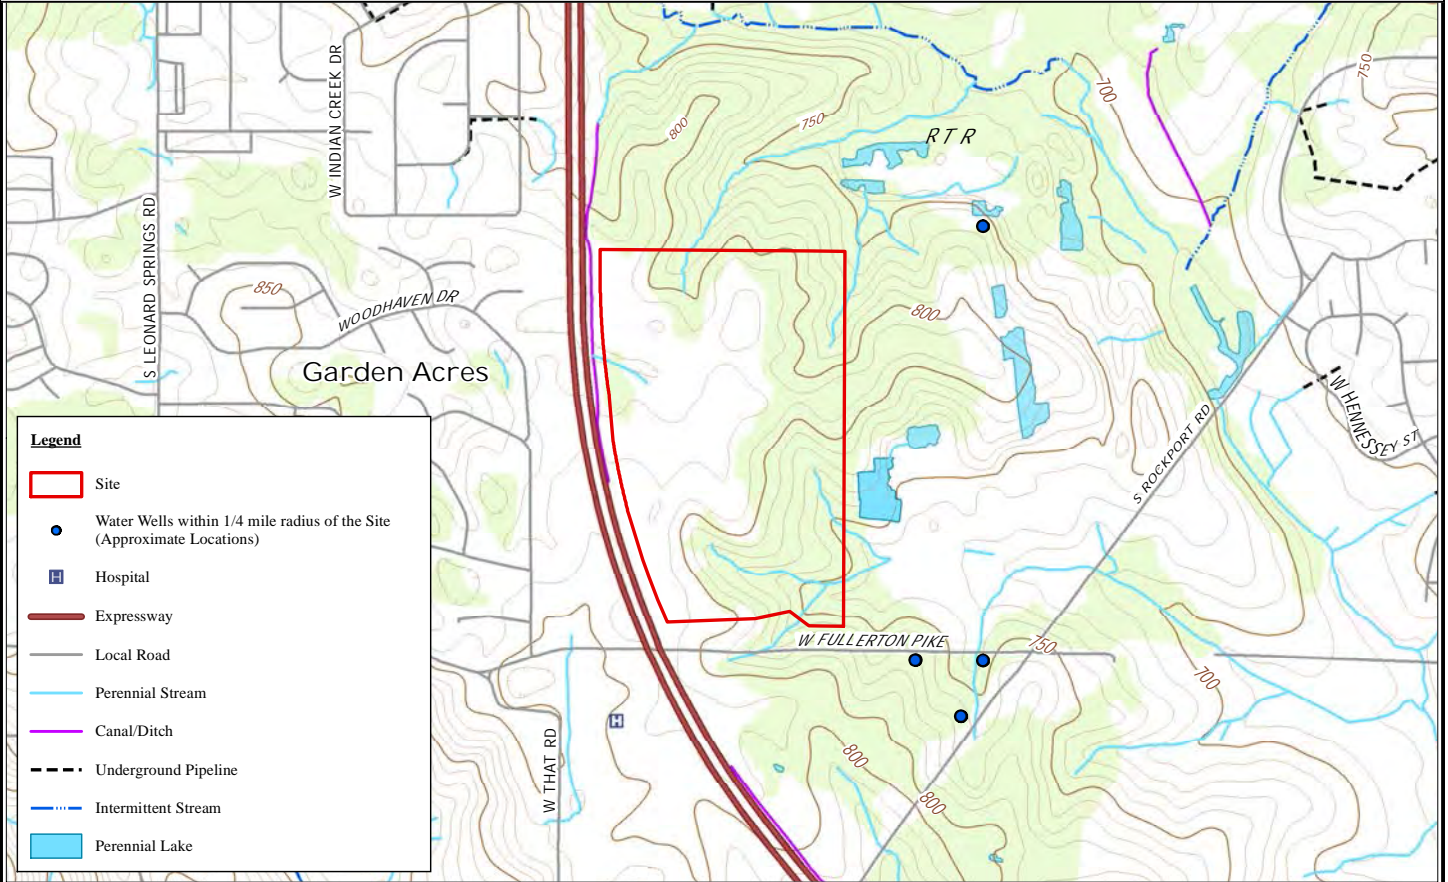 W INDIAN CREEK DR
S LEONARD SPRINGS RD
800
750
RTR
700
750
850
WOODHAVEN DR
Garden Acres
800
W HENNESSEY ST
S ROCKPORT RD
Legend
Site
Water Wells within 1/4 mile radius of the Site
(Approximate Locations)
H
Hospital
Expressway
Local Road
Perennial Stream
Canal/Ditch
Underground Pipeline
Intermittent Stream
Perennial Lake
W FULLERTON PIKE
750
700
H
W THAT RD
800
800